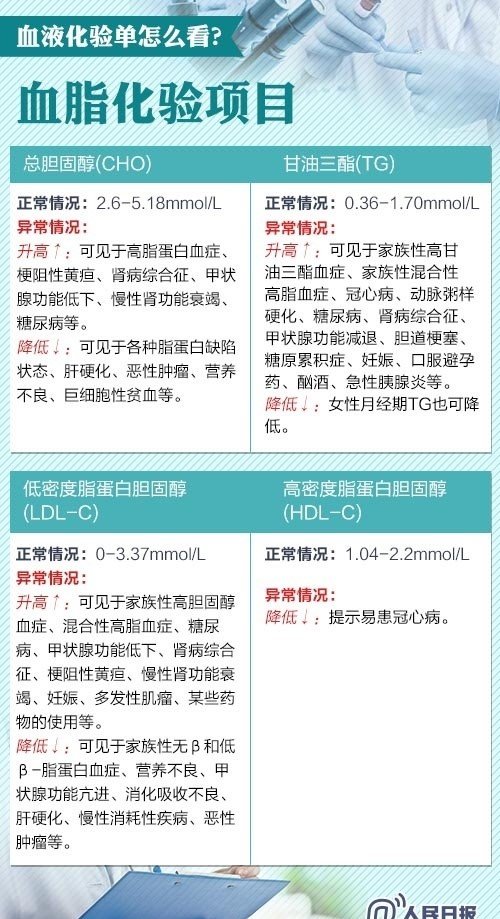 血液化验单怎么看?
血脂化验项目
总胆固醇(CHO)
正常情况：2.6-5.18mmol/L
异常情况：
升高↑：可见于高脂蛋白血症、
梗阻性黄疸、肾病综合征、甲状
腺功能低下、慢性肾功能衰竭、
糖尿病等。
降低↓：可见于各种脂蛋白缺陷
状态、肝硬化、恶性肿瘤、营养
不良、巨细胞性贫血等。
甘油三酯(TG)
正常情况：0.36-1.70mmol/L
异常情况：
升高↑：可见于家族性高甘
油三酯血症、家族性混合性
高脂血症、冠心病、动脉粥样
硬化、糖尿病、肾病综合征、
甲状腺功能减退、胆道梗塞、
糖原累积症、妊娠、口服避孕
药、酗酒、急性胰腺炎等。
降低↓：女性月经期TG也可降
低。
低密度脂蛋白胆固醇
(LDL-C)
正常情况：0-3.37mmol/L
异常情况：
升高↑：可见于家族性高胆固醇
血症、混合性高脂血症、糖尿
病、甲状腺功能低下、肾病综合
征、梗阻性黄疸、慢性肾功能衰
竭、妊娠、多发性肌瘤、某些药
物的使用等。
降低↓：可见于家族性无β和低
β-脂蛋白血症、营养不良、甲
状腺功能亢进、消化吸收不良、
肝硬化、慢性消耗性疾病、恶性
肿瘤等。
高密度脂蛋白胆固醇
(HDL-C)
正常情况：1.04-2.2mmol/L
异常情况：
降低↓：提示易患冠心病。
@人民日报